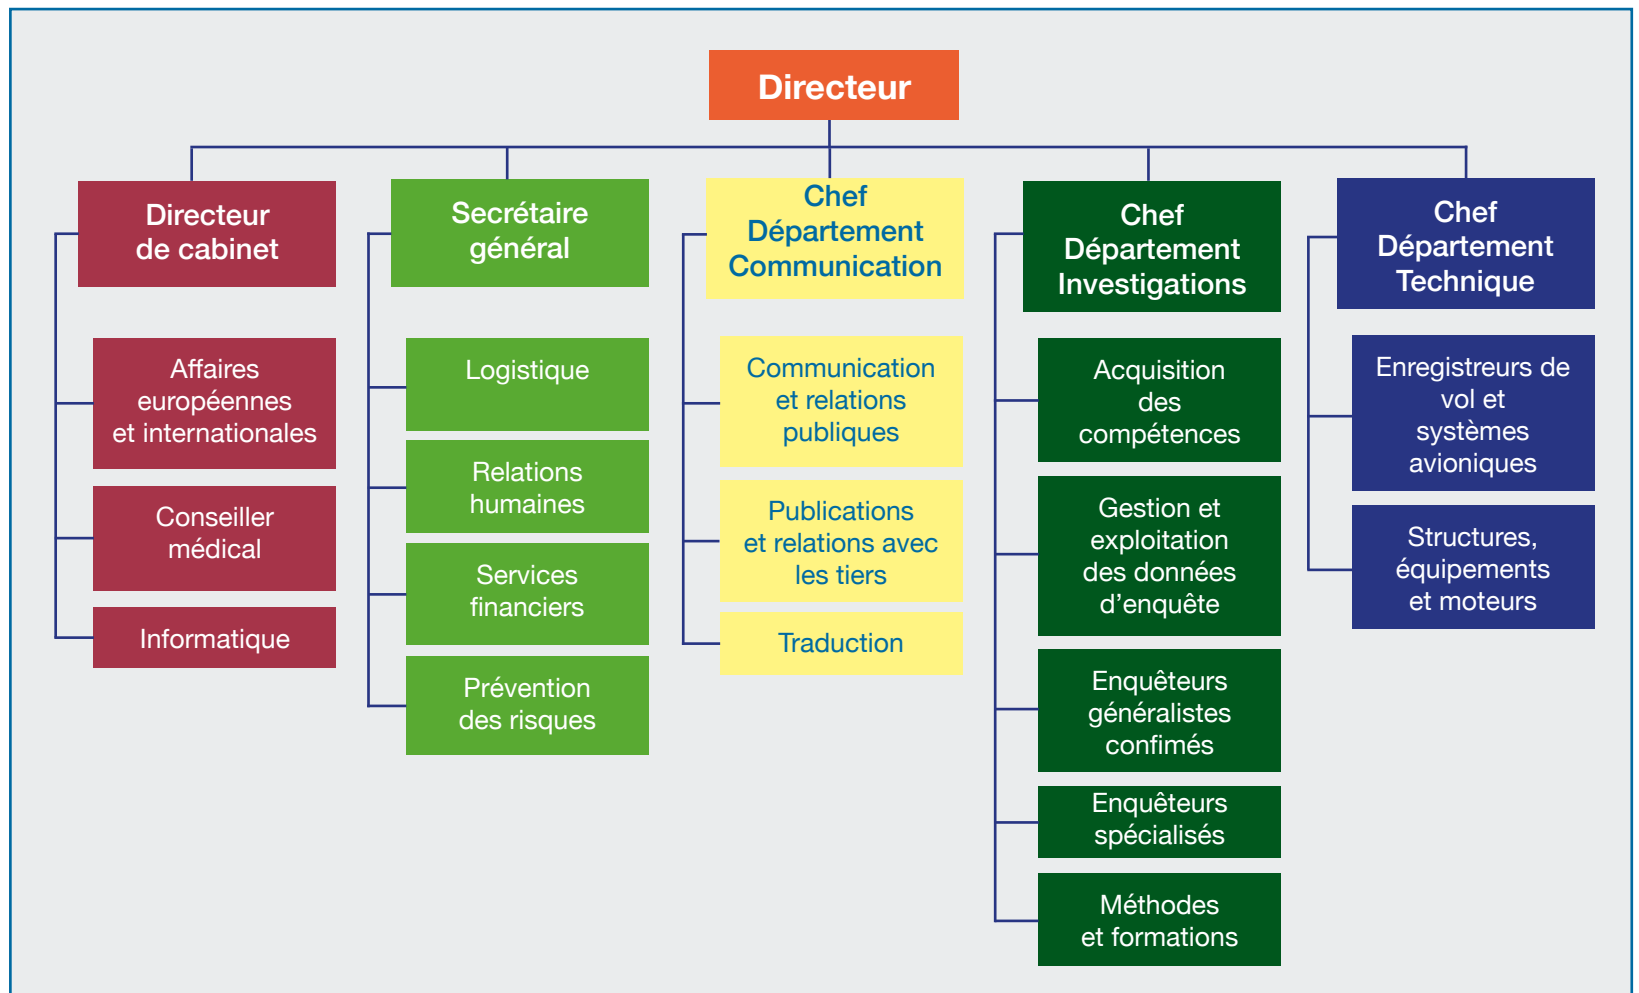 Directeur
Directeur
de cabinet
Affaires
européennes
et internationales
Conseiller
médical
Informatique
Secrétaire
général
Logistique
Relations
humaines
Services
financiers
Prévention
des risques
Chef
Département
Communication
Communication
et relations
publiques
Publications
et relations avec
les tiers
Traduction
Chef
Département
Investigations
Acquisition
des
compétences
Gestion et
exploitation
des données
d’enquête
Enquêteurs
généralistes
confimés
Enquêteurs
spécialisés
Méthodes
et formations
Chef
Département
Technique
Enregistreurs de
vol et
systèmes
avioniques
Structures,
équipements
et moteurs